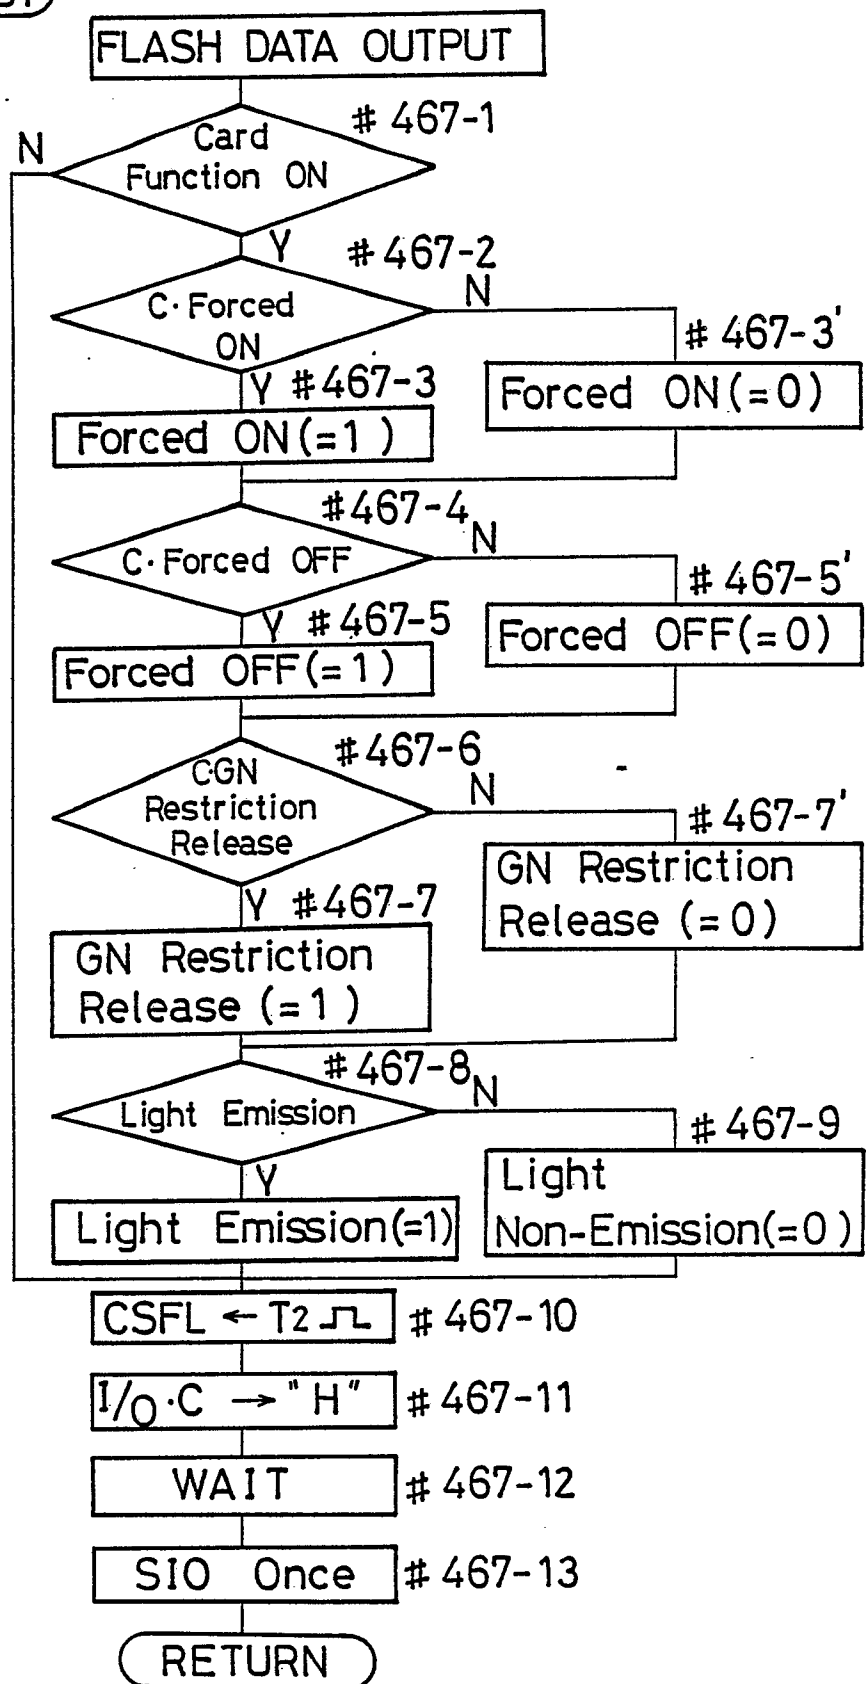 FLASH DATA OUTPUT
# 467-1
N
Card
Function ON
Y
# 467-2
C·Forced
ON
N
# 467-3'
Y # 467-3
Forced ON(=0)
Forced ON(=1)
# 467-4
C·Forced OFF
N
# 467-5'
Y # 467-5
Forced OFF(=0)
Forced OFF(=1)
# 467-6
C·GN
Restriction
Release
N
# 467-7'
GN Restriction
Release (=0)
Y # 467-7
GN Restriction
Release (=1)
# 467-8
Light Emission
N
# 467-9
Y
Light
Non-Emission(=0)
Light Emission(=1)
CSFL ← T2 ⎍ # 467-10
I/O·C → "H" # 467-11
WAIT # 467-12
SIO Once # 467-13
RETURN